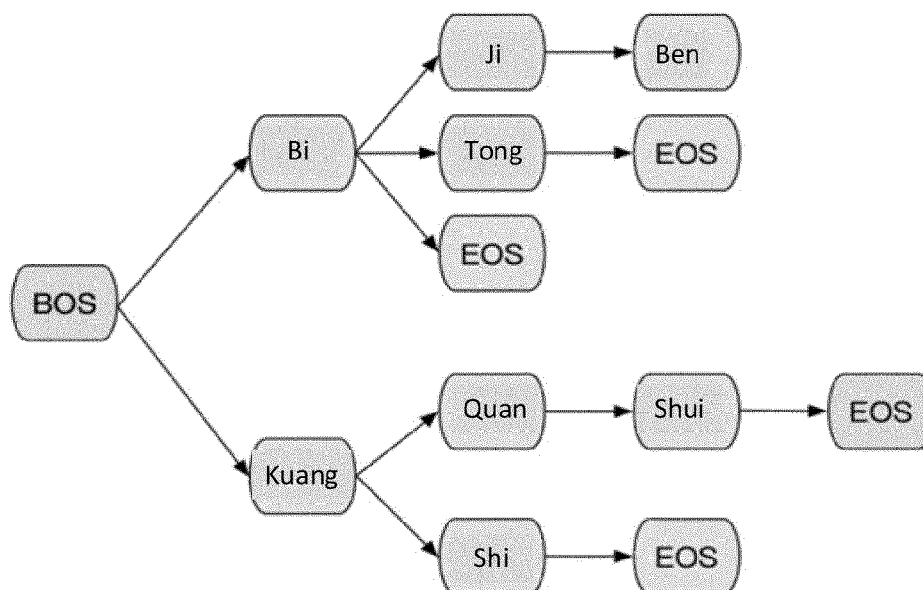 Ji
Ben
Bi
Tong
EOS
EOS
BOS
Quan
Shui
EOS
Kuang
Shi
EOS